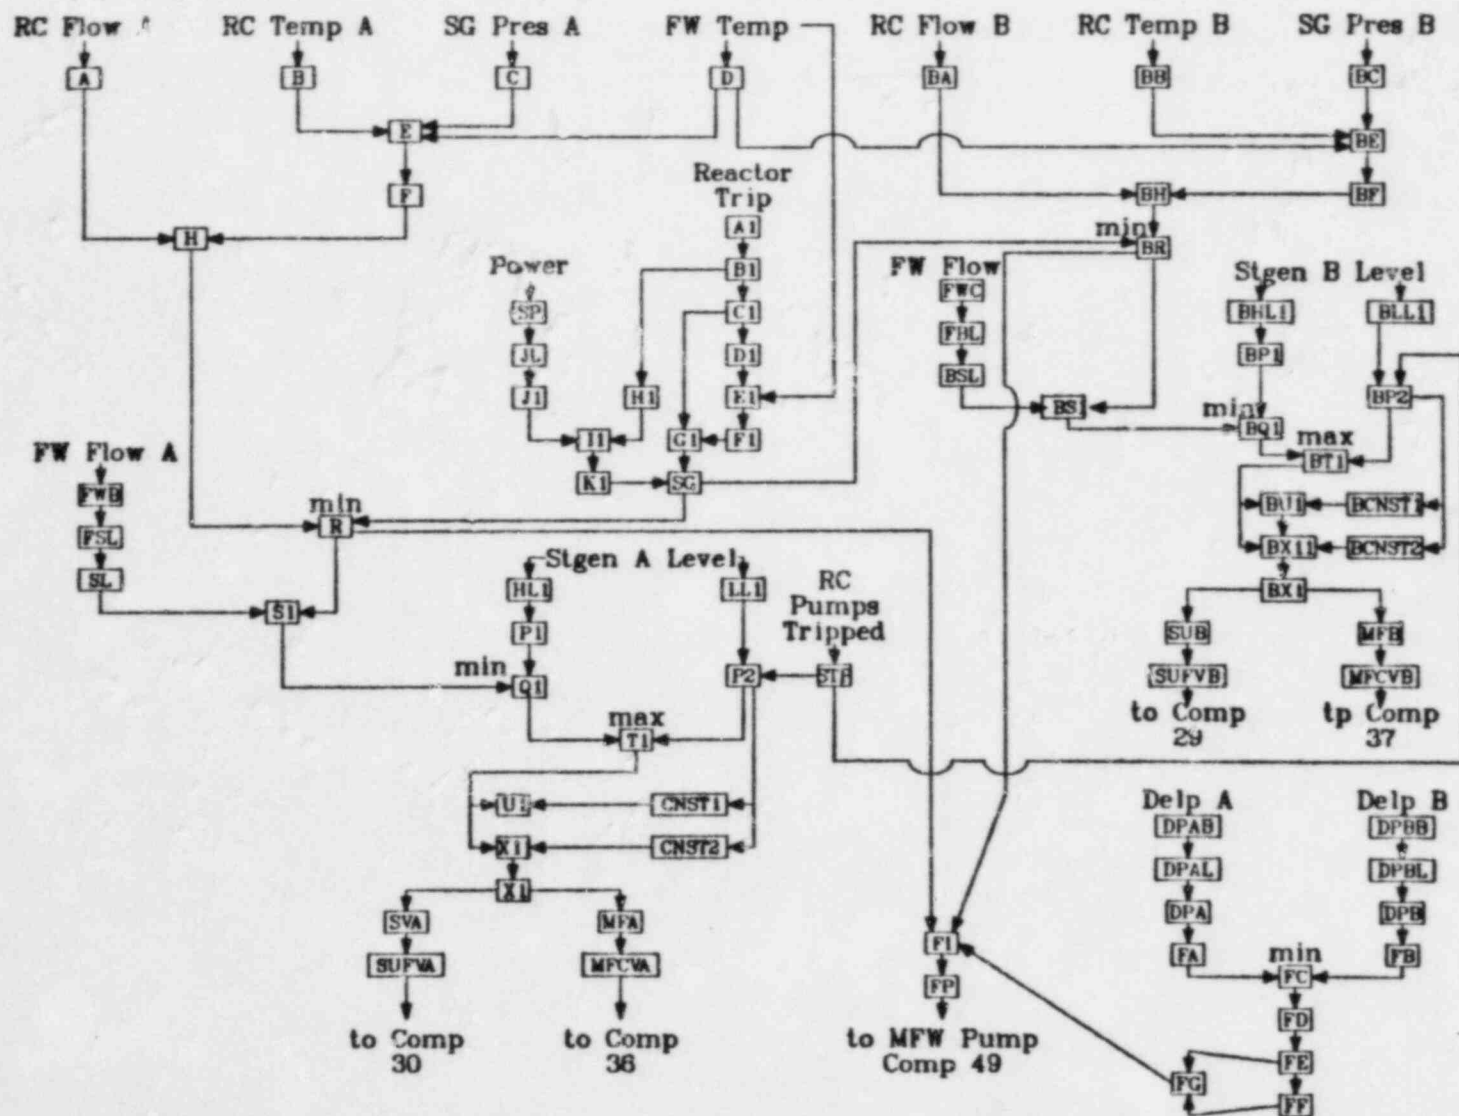 RC Flow A
RC Temp A
SG Pres A
FW Temp
RC Flow B
RC Temp B
SG Pres B
A
B
C
D
BA
BB
BC
E
BE
F
BH
BF
Reactor
Trip
A1
H
min
BR
Power
B1
FW Flow
Stgen B Level
SP
C1
FWC
BHL1
BLL1
JL
D1
FBL
BP1
J1
H1
E1
BSL
BP2
BS1
min
BQ1
I1
G1
F1
max
BT1
FW Flow A
K1
SG
FWB
min
R
BU1
BCNST1
FSL
BX11
BCNST2
Stgen A Level
SL
HL1
LL1
RC
Pumps
Tripped
BX1
S1
P1
SUB
MFB
min
Q1
P2
SUFVB
MFCVB
to Comp
29
tp Comp
37
max
T1
U1
CNST1
Delp A
Delp B
DPAB
DPBB
X1
CNST2
DPAL
DPBL
X1
SVA
MFA
DPA
DPB
SUFVA
MFCVA
F1
FA
min
FB
FC
FP
FD
to Comp
30
to Comp
36
to MFW Pump
Comp 49
FE
FG
FF